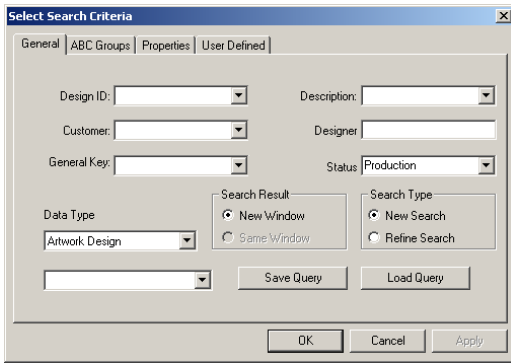 Select Search Criteria
General ABC Groups Properties User Defined
Design ID: Description:
Customer: Designer
General Key: Status Production
Search Result Search Type
Data Type New Window New Search
Artwork Design Same Window Refine Search
Save Query Load Query
OK Cancel Apply